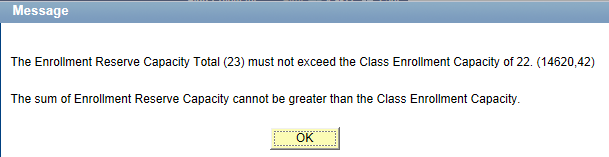 Message
The Enrollment Reserve Capacity Total (23) must not exceed the Class Enrollment Capacity of 22. (14620,42)
The sum of Enrollment Reserve Capacity cannot be greater than the Class Enrollment Capacity.
OK